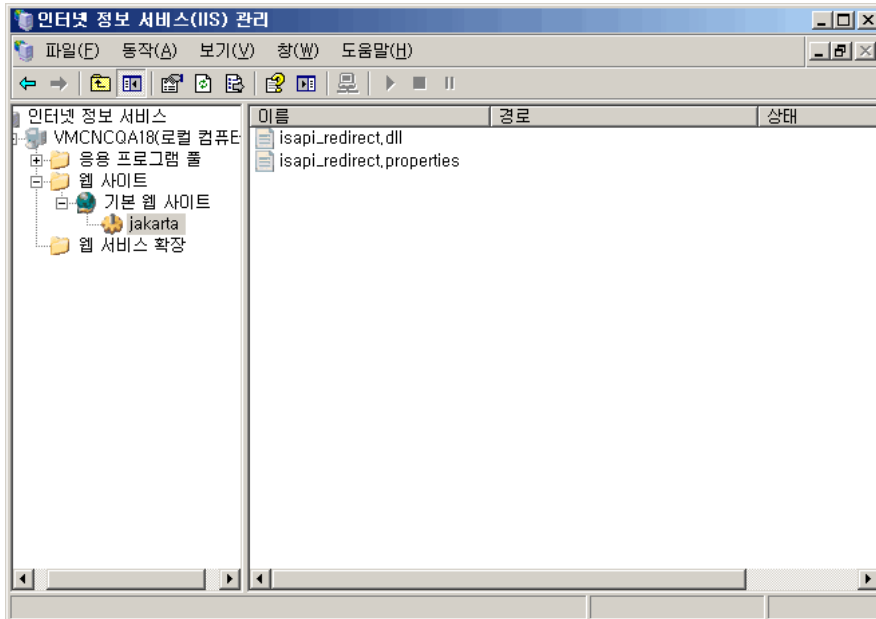 인터넷 정보 서비스(IIS) 관리
파일(F) 동작(A) 보기(V) 창(W) 도움말(H)
인터넷 정보 서비스
VMCNCQA18(로컬 컴퓨터
응용 프로그램 풀
웹 사이트
기본 웹 사이트
jakarta
웹 서비스 확장
이름 경로 상태
isapi_redirect.dll
isapi_redirect.properties